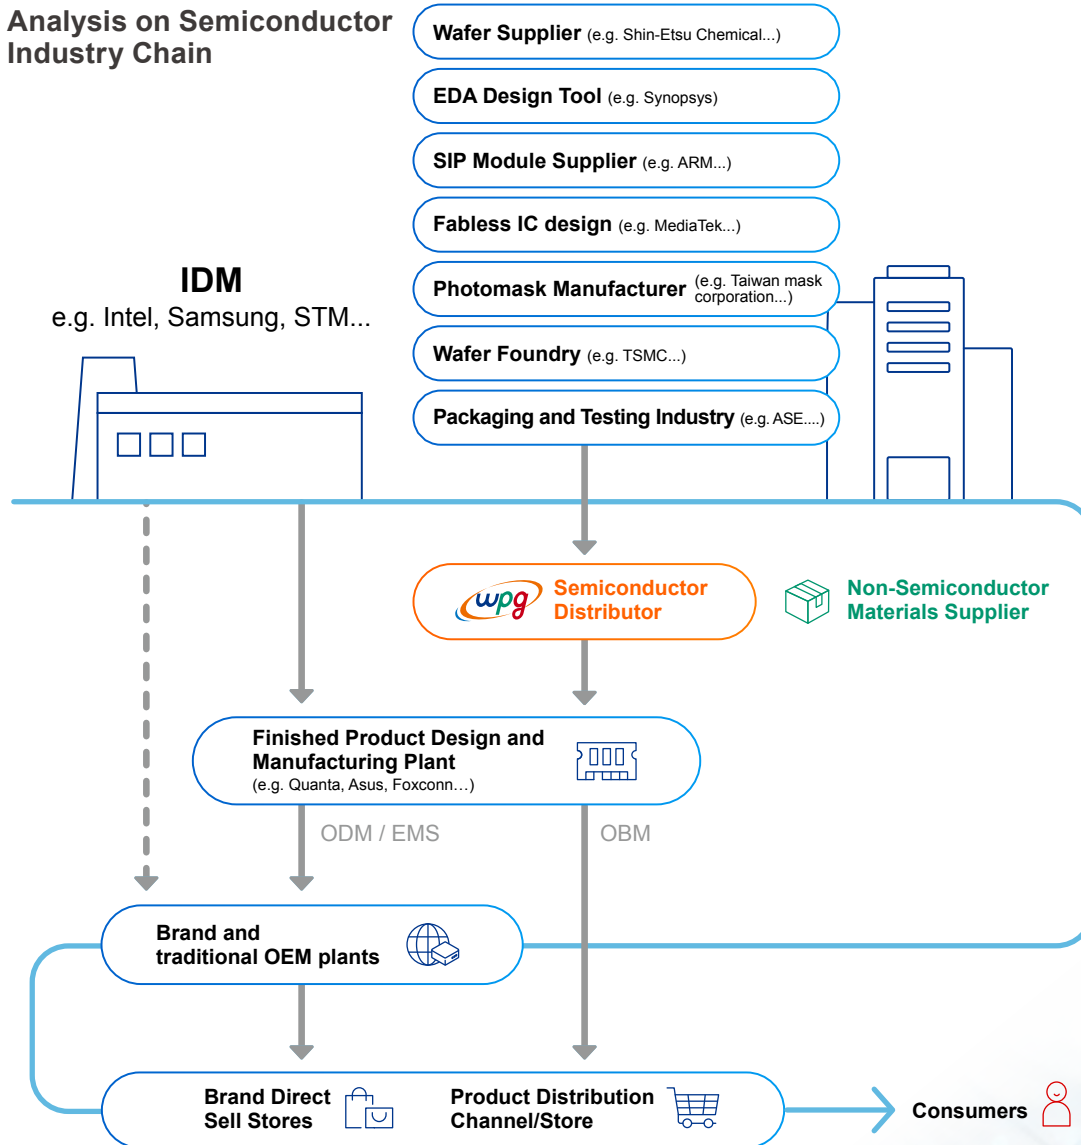 Analysis on Semiconductor
Industry Chain
Wafer Supplier (e.g. Shin-Etsu Chemical...)
EDA Design Tool (e.g. Synopsys)
SIP Module Supplier (e.g. ARM...)
Fabless IC design (e.g. MediaTek...)
IDM
e.g. Intel, Samsung, STM...
Photomask Manufacturer (e.g. Taiwan mask
corporation...)
Wafer Foundry (e.g. TSMC...)
Packaging and Testing Industry (e.g. ASE....)
wpg
Semiconductor
Distributor
Non-Semiconductor
Materials Supplier
Finished Product Design and
Manufacturing Plant
(e.g. Quanta, Asus, Foxconn…)
ODM / EMS
OBM
Brand and
traditional OEM plants
Brand Direct
Sell Stores
Product Distribution
Channel/Store
Consumers